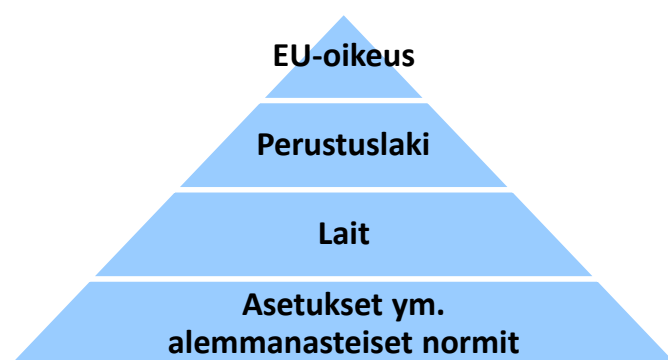 EU-oikeus
Perustuslaki
Lait
Asetukset ym.
alemmanasteiset normit